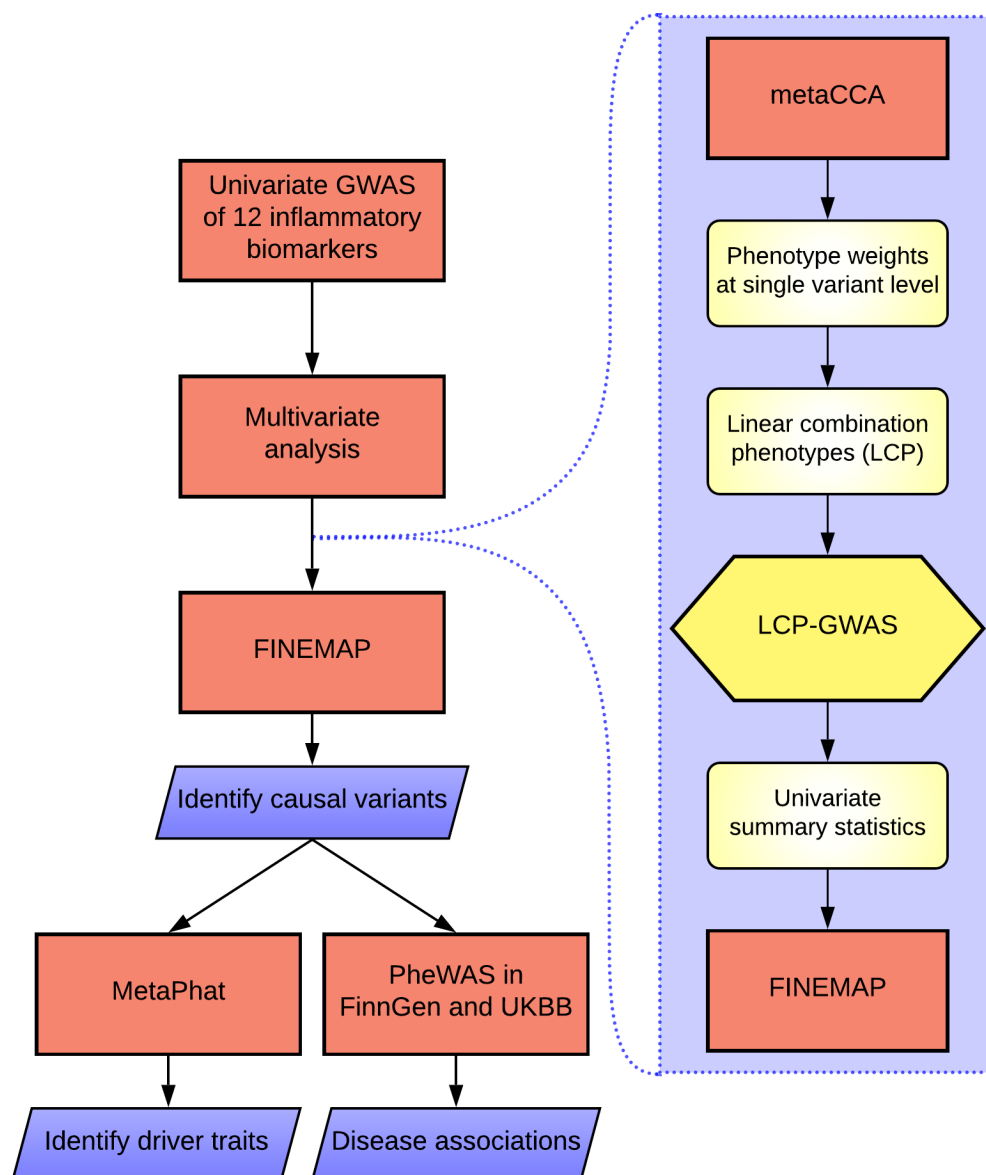 Univariate GWAS
of 12 inflammatory
biomarkers
Multivariate
analysis
FINEMAP
Identify causal variants
MetaPhat
PheWAS in
FinnGen and UKBB
Identify driver traits
Disease associations
metaCCA
Phenotype weights
at single variant level
Linear combination
phenotypes (LCP)
LCP-GWAS
Univariate
summary statistics
FINEMAP